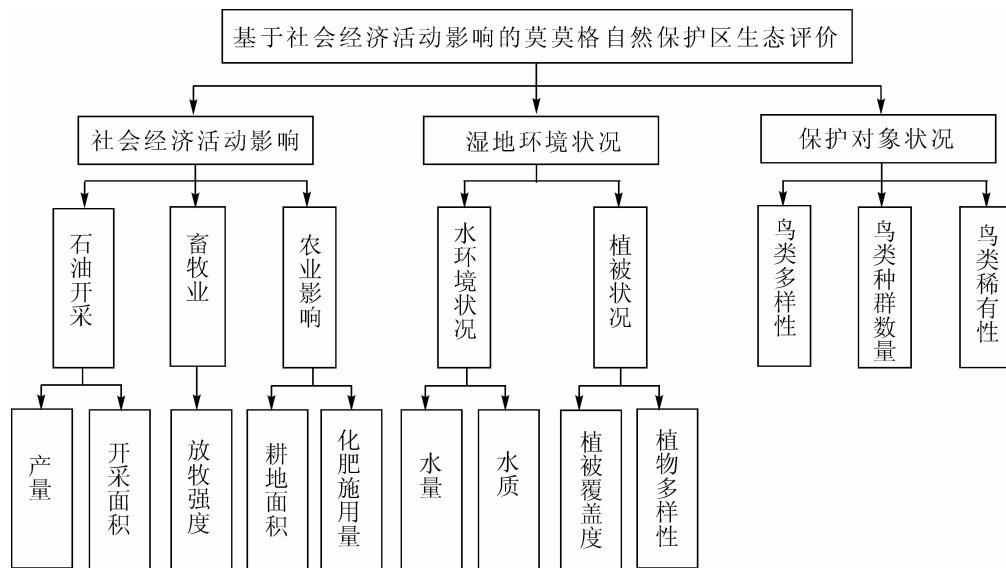 基于社会经济活动影响的莫莫格自然保护区生态评价
社会经济活动影响
湿地环境状况
保护对象状况
石油开采
畜牧业
农业影响
水环境状况
植被状况
鸟类多样性
鸟类种群数量
鸟类稀有性
产量
开采面积
放牧强度
耕地面积
化肥施用量
水量
水质
植被覆盖度
植物多样性